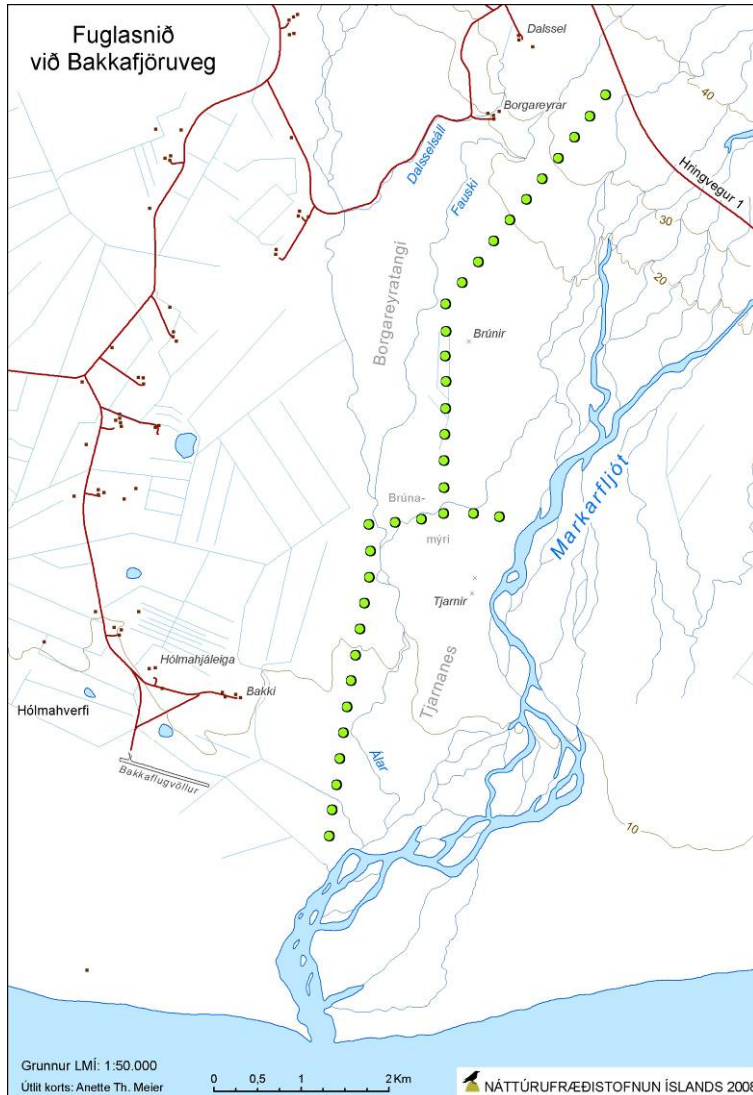 Fuglasnið
við Bakkafjöruveg
Dalssel
Borgareyrar
40
Hringvegur 1
Dalsselsáll
Fauski
30
20
Borgareyratangi
Brúnir
Markarfljót
Brúna-
mýri
Tjarnir
Tjarnanes
Hólmahjáleiga
Bakki
Hólmahverfi
Álar
Bakkaflugvöllur
10
Grunnur LMÍ: 1:50.000
Útlit korts: Anette Th. Meier
0 0,5 1 2 Km
NÁTTÚRUFRÆÐISTOFNUN ÍSLANDS 2008